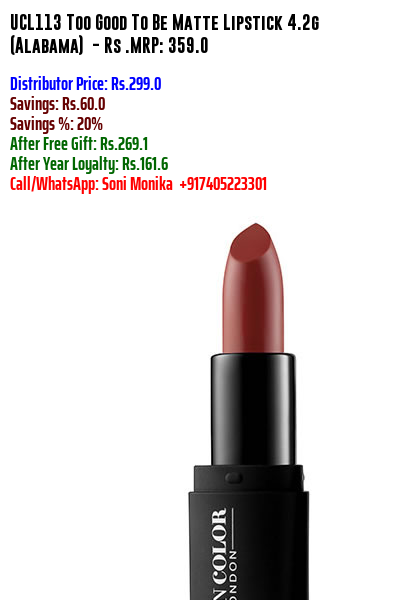 UCL113 Too Good To Be Matte Lipstick 4.2g
(Alabama) - Rs .MRP: 359.0
Distributor Price: Rs.299.0
Savings: Rs.60.0
Savings %: 20%
After Free Gift: Rs.269.1
After Year Loyalty: Rs.161.6
Call/WhatsApp: Soni Monika +917405223301
N COLOR
ONDON